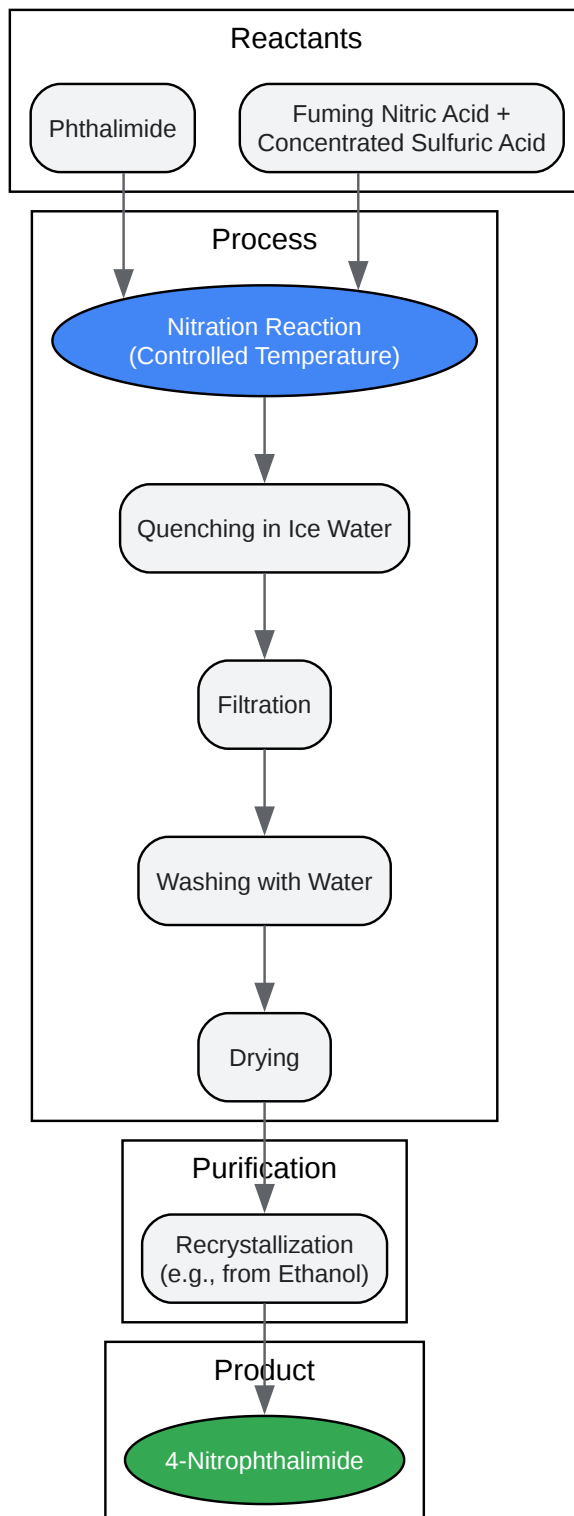 Reactants
Phthalimide
Fuming Nitric Acid +
Concentrated Sulfuric Acid
Process
Nitration Reaction
(Controlled Temperature)
Quenching in Ice Water
Filtration
Washing with Water
Drying
Purification
Recrystallization
(e.g., from Ethanol)
Product
4-Nitrophthalimide